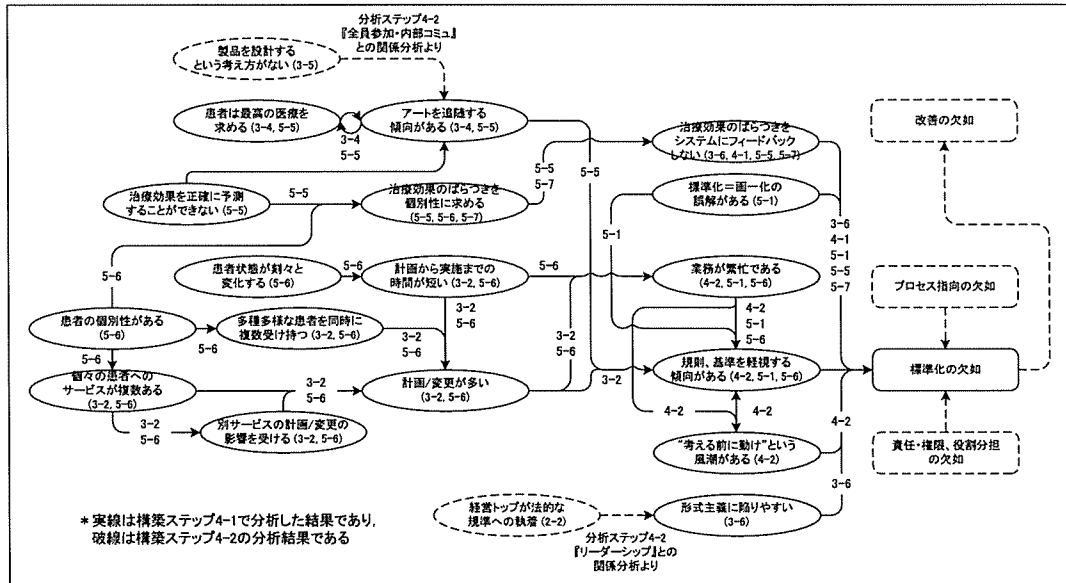 分析ステップ4-2
『全員参加・内部コミュ』
との関係分析より
製品を設計する
という考え方がない (3-5)
患者は最高の医療を
求める (3-4, 5-5)
3-4
5-5
アートを追随する
傾向がある (3-4, 5-5)
治療効果のばらつきを
システムにフィードバック
しない (3-6, 4-1, 5-5, 5-7)
改善の欠如
治療効果を正確に予測
することができない
(5-5)
5-5
治療効果のばらつきを
個別性に求める
(5-5, 5-6, 5-7)
5-5
5-7
5-5
標準化=画一化の
誤解がある (5-1)
5-1
3-6
4-1
5-1
5-5
5-7
5-6
患者状態が刻々と
変化する (5-6)
5-6
計画から実施までの
時間が短い (3-2, 5-6)
5-6
業務が繁忙である
(4-2, 5-1, 5-6)
プロセス指向の欠如
患者の個別性がある
(5-6)
5-6
多種多様な患者を同時に
複数受け持つ (3-2, 5-6)
3-2
5-6
3-2
5-6
3-2
5-6
4-2
5-1
5-6
5-6
個々の患者への
サービスが複数ある
(3-2, 5-6)
3-2
5-6
計画/変更が多い
(3-2, 5-6)
3-2
規則、基準を軽視する
傾向がある (4-2, 5-1, 5-6)
標準化の欠如
3-2
5-6
別サービスの計画/変更の
影響を受ける (3-2, 5-6)
4-2
4-2
4-2
"考える前に動け"という
風潮がある (4-2)
責任・権限、役割分担
の欠如
3-6
経営トップが法的な
規準への執着 (2-2)
形式主義に陥りやすい
(3-6)
分析ステップ4-2
『リーダーシップ』との
関係分析より
*実線は構築ステップ4-1で分析した結果であり,
破線は構築ステップ4-2の分析結果である